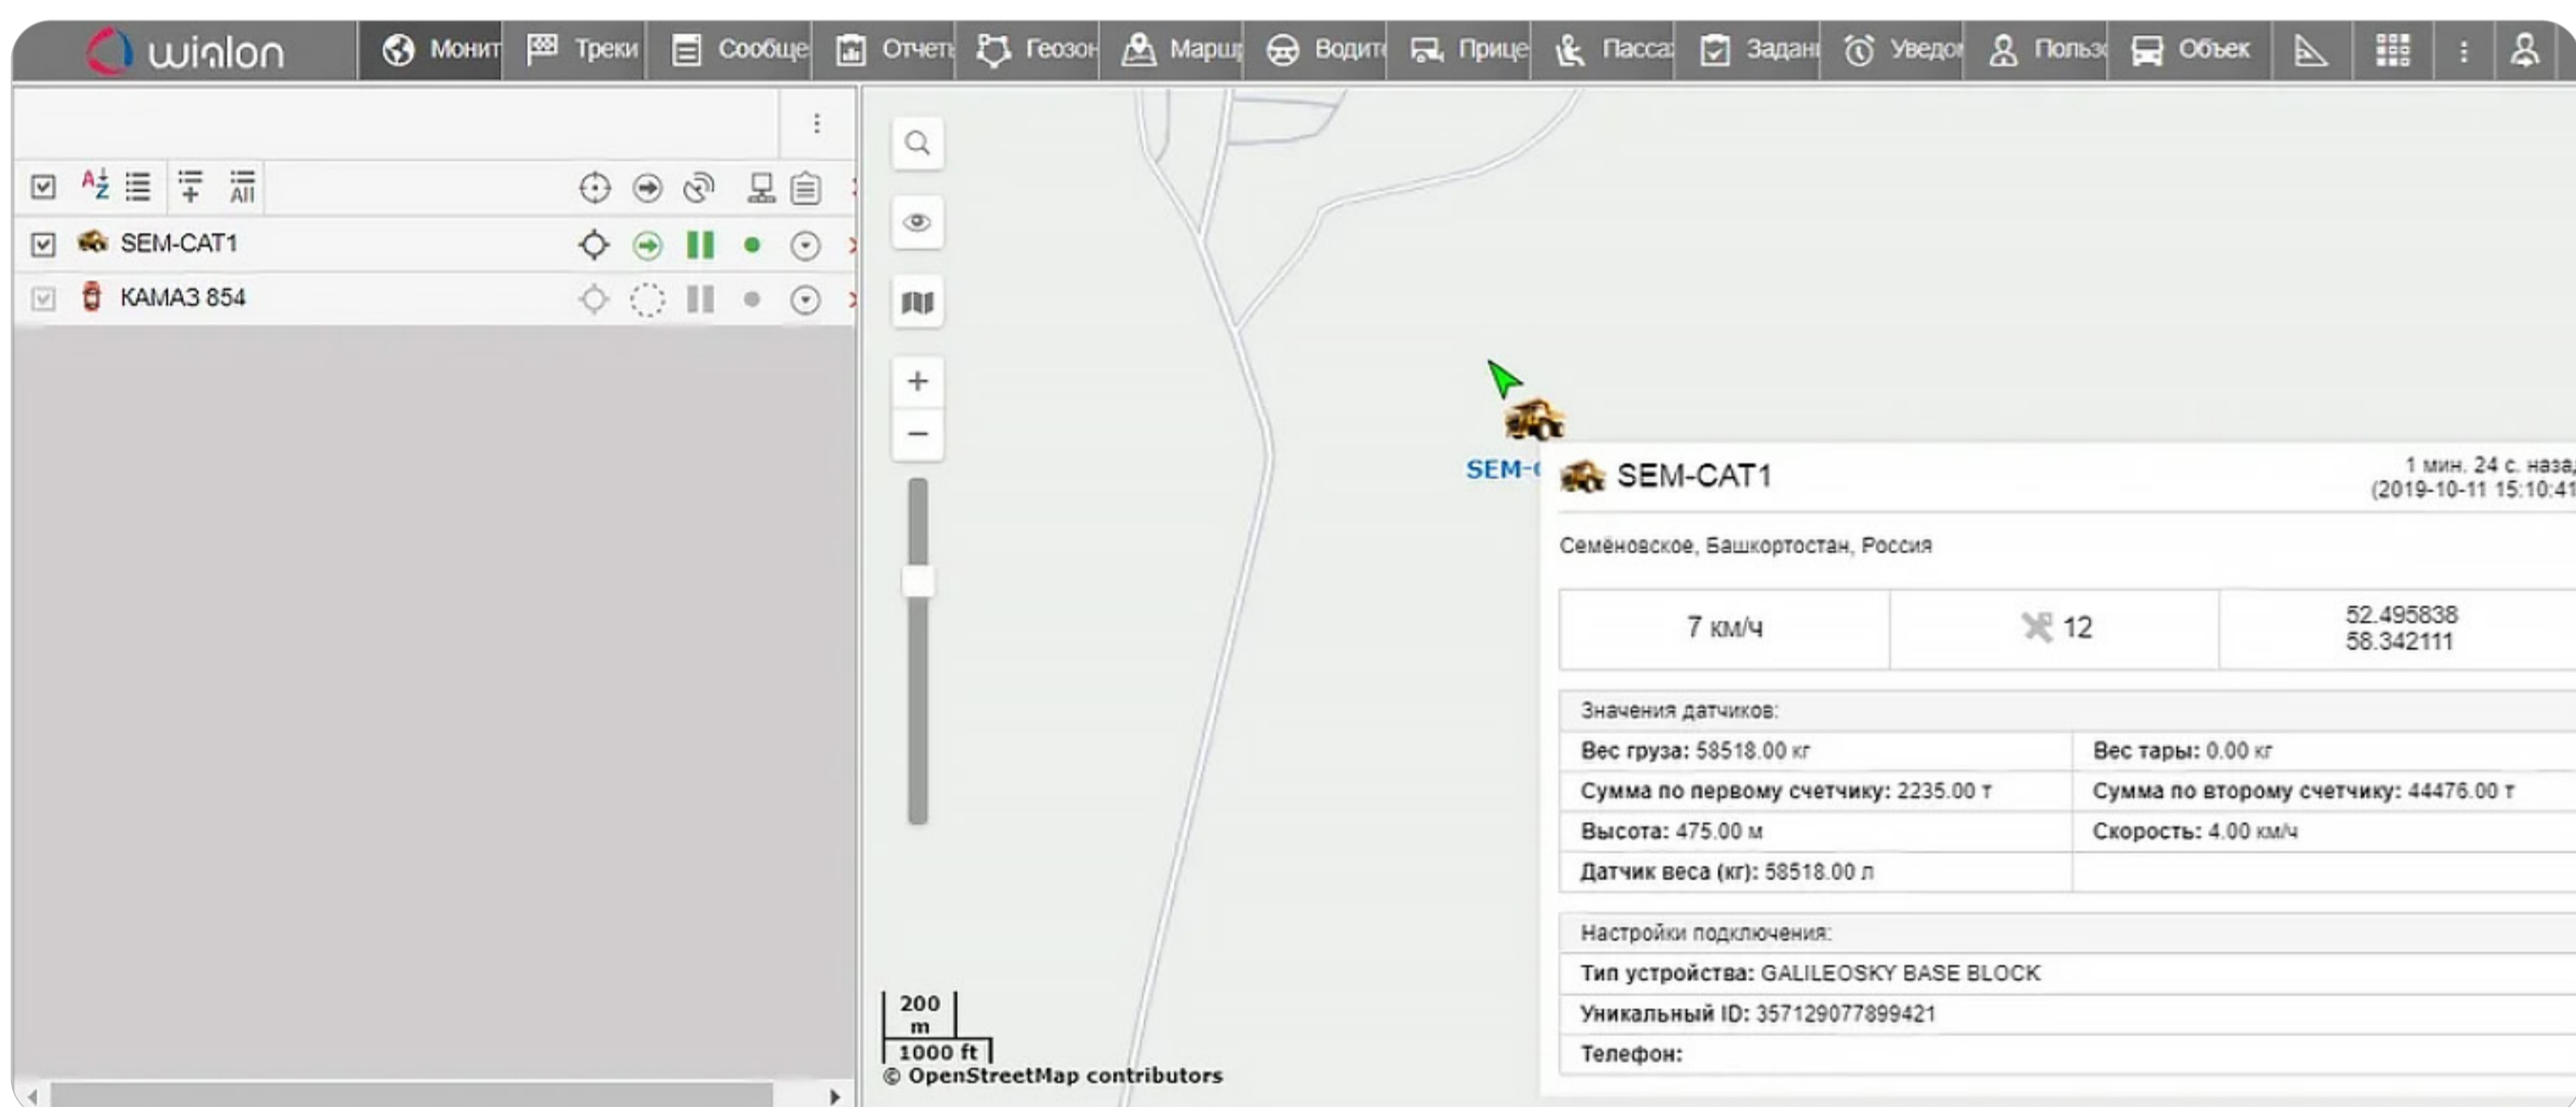 wialon Монит Треки Сообще Отчет Геозон Марш Водит Прице Пасса Задан Уведо Польз Объек
A
Z
All
SEM-CAT1
КАМАЗ 854
SEM-
SEM-CAT1
1 мин. 24 с. наза
(2019-10-11 15:10:41
Семёновское, Башкортостан, Россия
7 км/ч
12
52.495838
58.342111
Значения датчиков:
Вес груза: 58518.00 кг
Вес тары: 0.00 кг
Сумма по первому счетчику: 2235.00 т
Сумма по второму счетчику: 44476.00 т
Высота: 475.00 м
Скорость: 4.00 км/ч
Датчик веса (кг): 58518.00 л
Настройки подключения:
Тип устройства: GALILEOSKY BASE BLOCK
Уникальный ID: 357129077899421
Телефон:
200
m
1000 ft
© OpenStreetMap contributors